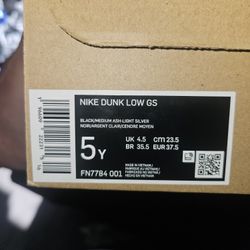 NIKE DUNK LOW GS
BLACK/MEDIUM ASH-LIGHT SILVER
NOIR/ARGENT CLAIR/CENDRE MOYEN
5Y
UK 4.5 CM 23.5
BR 35.5 EUR 37.5
FN7784 001
MADE IN VIETNAM